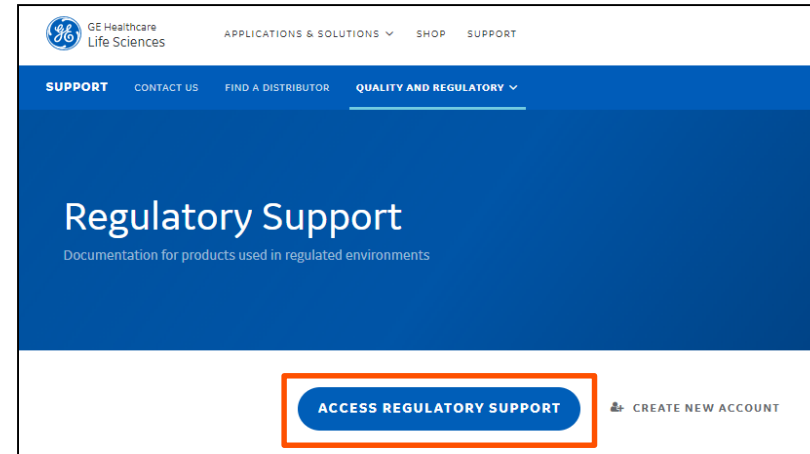 GE Healthcare
Life Sciences
APPLICATIONS & SOLUTIONS SHOP SUPPORT
SUPPORT CONTACT US FIND A DISTRIBUTOR QUALITY AND REGULATORY
Regulatory Support
Documentation for products used in regulated environments
ACCESS REGULATORY SUPPORT CREATE NEW ACCOUNT